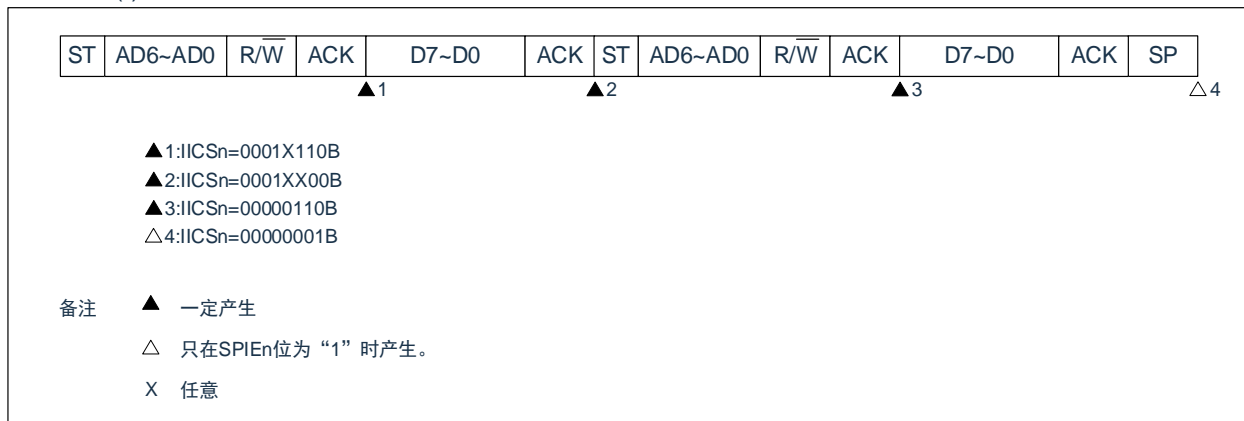 ST AD6~AD0 R/W̅ ACK D7~D0 ACK ST AD6~AD0 R/W̅ ACK D7~D0 ACK SP
▲1 ▲2 ▲3 △4
▲1:IICSn=0001X110B
▲2:IICSn=0001XX00B
▲3:IICSn=00000110B
△4:IICSn=00000001B
备注 ▲ 一定产生
△ 只在SPIEn位为“1”时产生。
X 任意